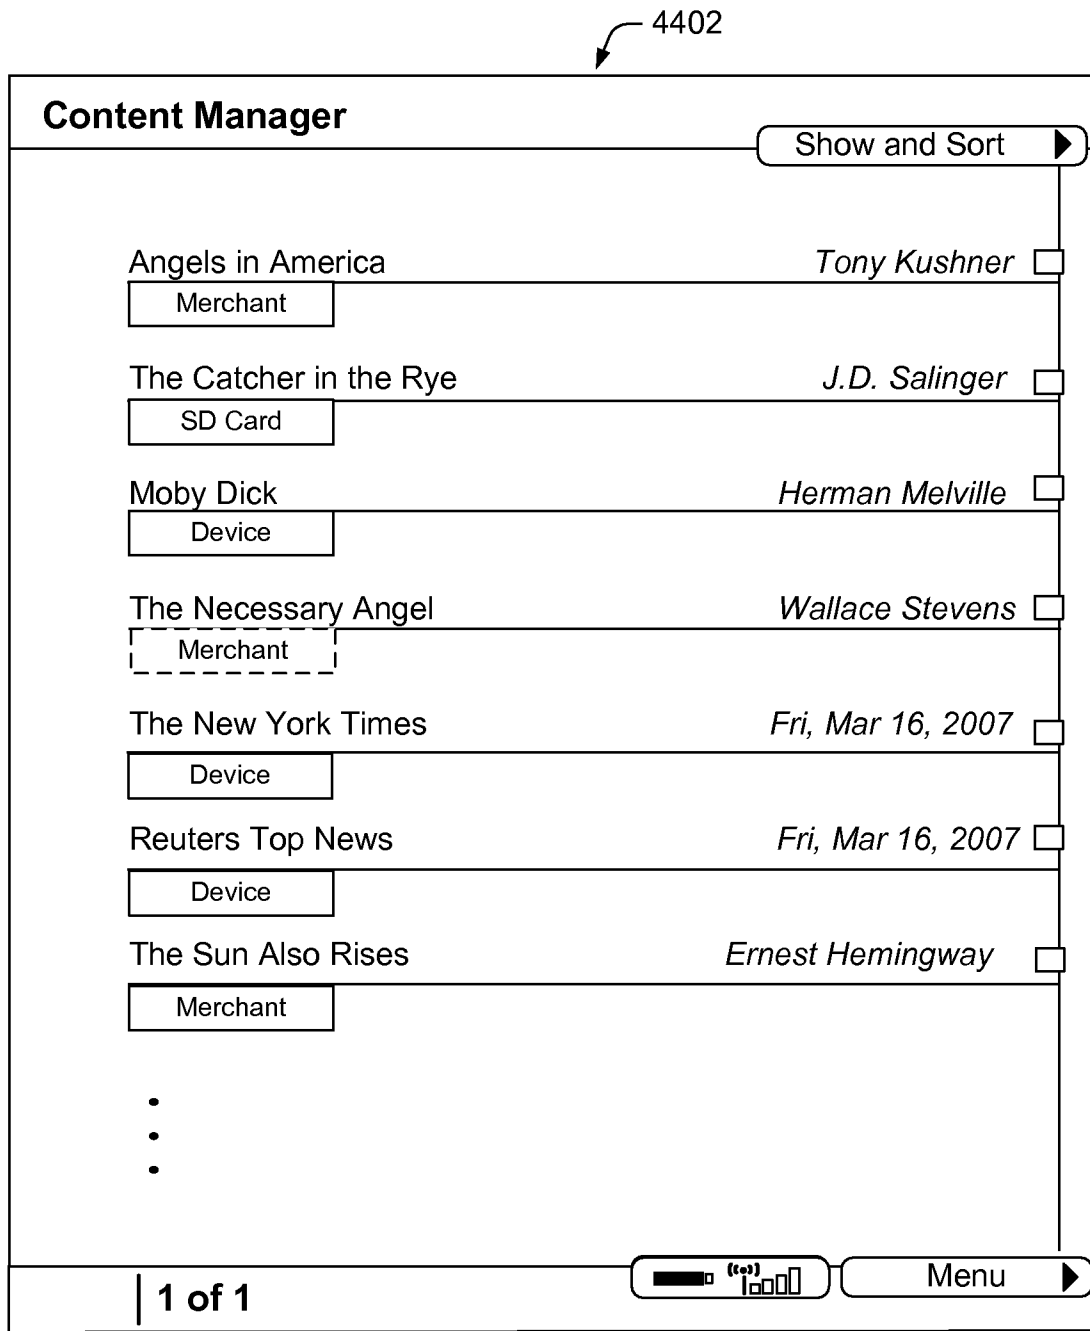 4402
Content Manager
Show and Sort
Angels in America Tony Kushner
Merchant
The Catcher in the Rye J.D. Salinger
SD Card
Moby Dick Herman Melville
Device
The Necessary Angel Wallace Stevens
Merchant
The New York Times Fri, Mar 16, 2007
Device
Reuters Top News Fri, Mar 16, 2007
Device
The Sun Also Rises Ernest Hemingway
Merchant
1 of 1 Menu